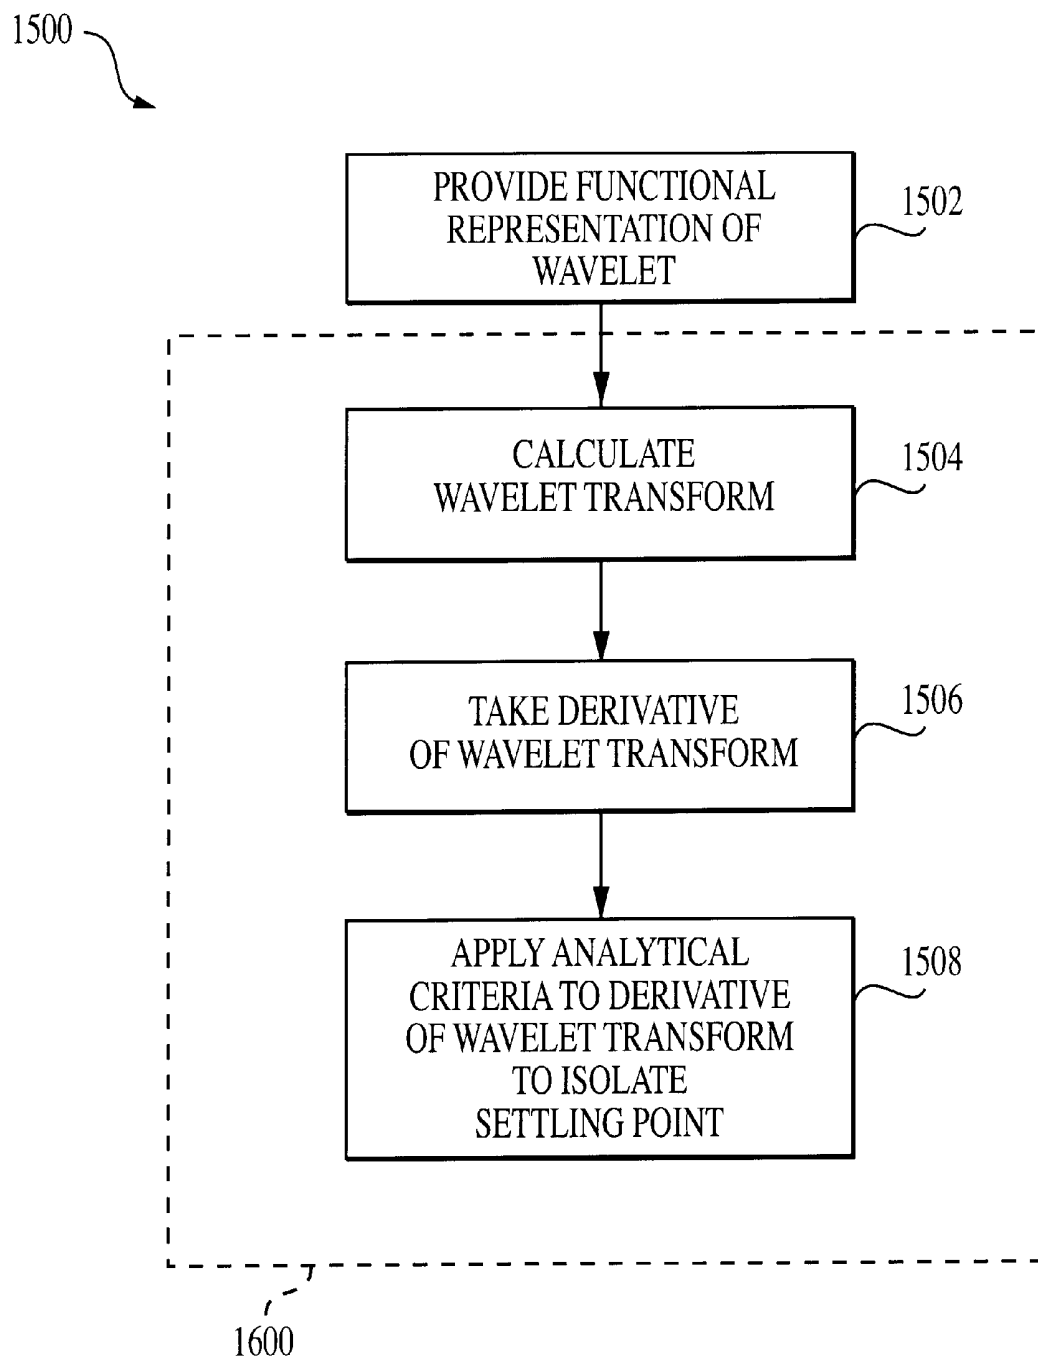 1500
PROVIDE FUNCTIONAL
REPRESENTATION OF
WAVELET
1502
CALCULATE
WAVELET TRANSFORM
1504
TAKE DERIVATIVE
OF WAVELET TRANSFORM
1506
APPLY ANALYTICAL
CRITERIA TO DERIVATIVE
OF WAVELET TRANSFORM
TO ISOLATE
SETTLING POINT
1508
1600